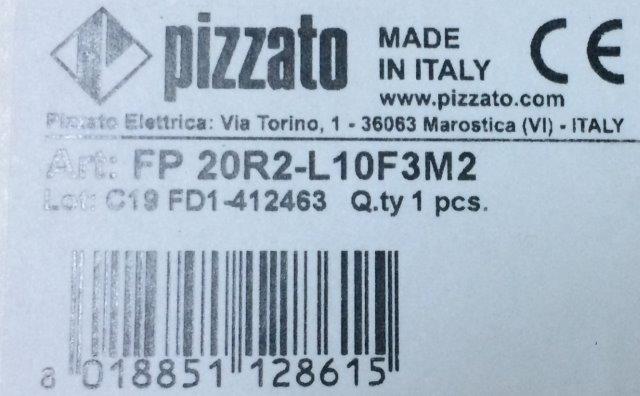 pizzato
MADE
IN ITALY
CE
www.pizzato.com
Pizzato Elettrica: Via Torino, 1 - 36063 Marostica (VI) - ITALY
Art: FP 20R2-L10F3M2
Lot: C19 FD1-412463 Q.ty 1 pcs.
8 018851 128615